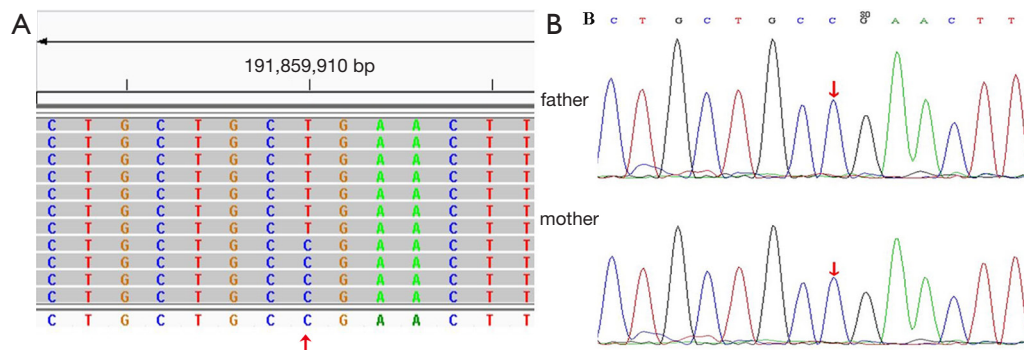 A
191,859,910 bp
C T G C T G C T G A A C T T
C T G C T G C T G A A C T T
C T G C T G C T G A A C T T
C T G C T G C T G A A C T T
C T G C T G C T G A A C T T
C T G C T G C T G A A C T T
C T G C T G C T G A A C T T
C T G C T G C C G A A C T T
C T G C T G C C G A A C T T
C T G C T G C C G A A C T T
C T G C T G C C G A A C T T
C T G C T G C C G A A C T T
B
B C T G C T G C C G A A C T T
father
mother